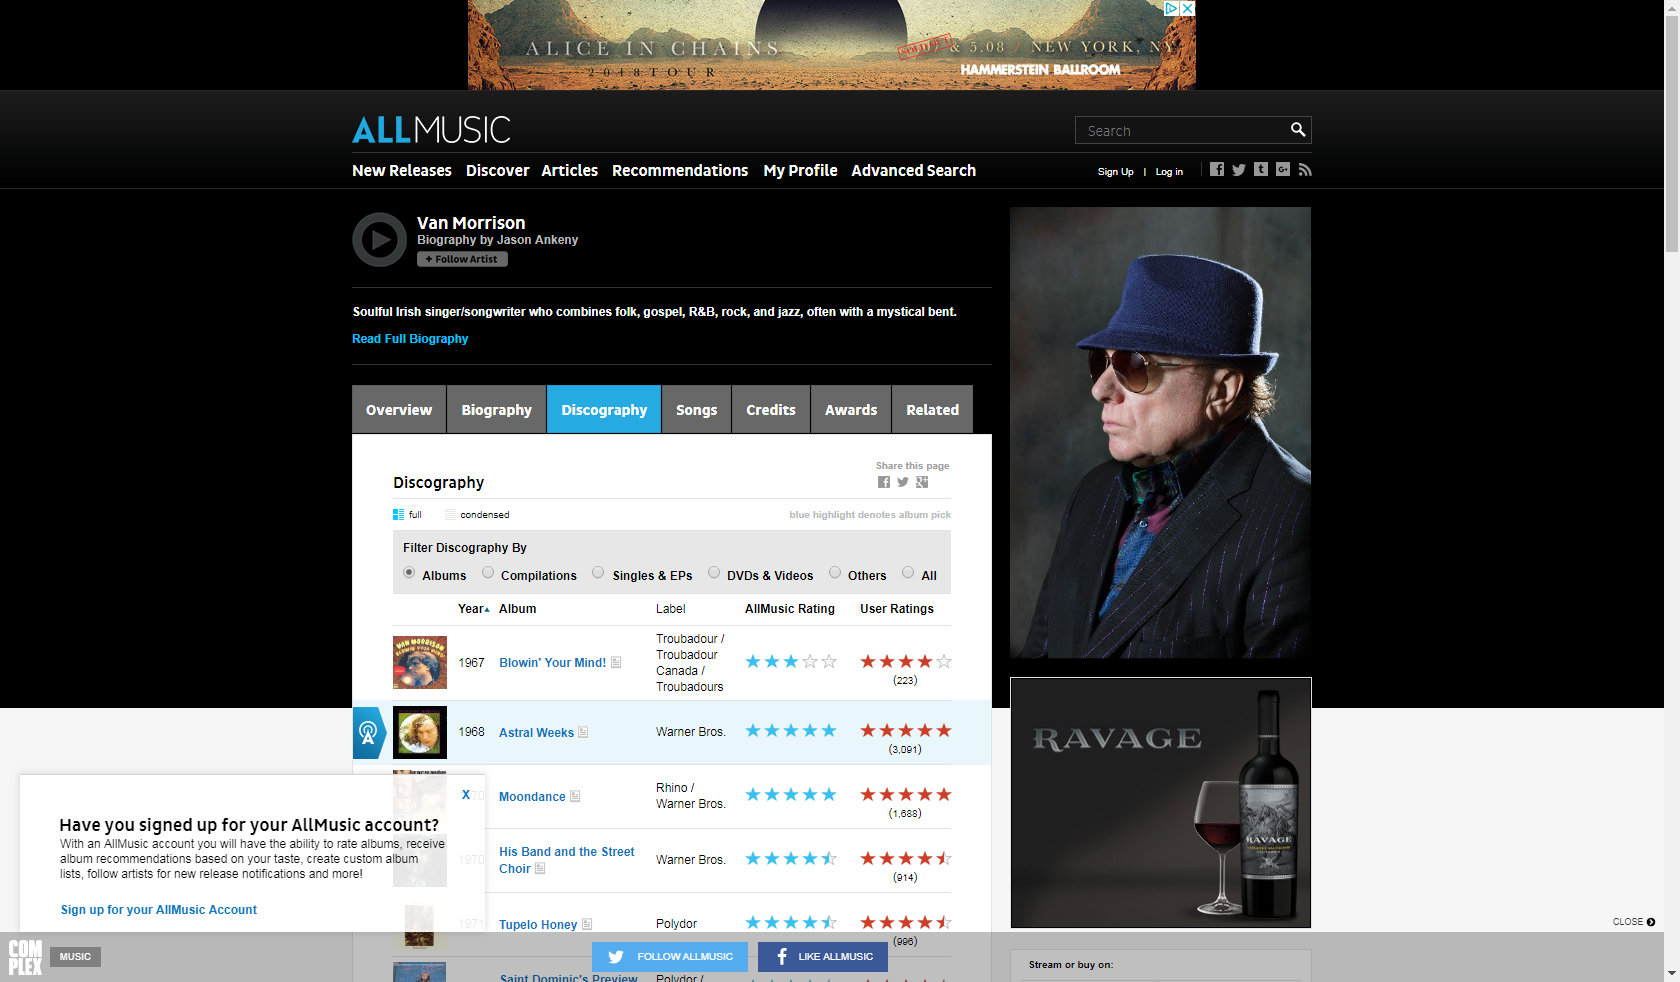 ALICE IN CHAINS
2018 TOUR
SOLD OUT
& 5.08 / NEW YORK, NY
HAMMERSTEIN BALLROOM
ALLMUSIC
Search
New Releases Discover Articles Recommendations My Profile Advanced Search
Sign Up | Log in
Van Morrison
Biography by Jason Ankeny
+ Follow Artist
Soulful Irish singer/songwriter who combines folk, gospel, R&B, rock, and jazz, often with a mystical bent.
Read Full Biography
Overview Biography Discography Songs Credits Awards Related
Share this page
Discography
full condensed blue highlight denotes album pick
Filter Discography By
Albums Compilations Singles & EPs DVDs & Videos Others All
Year Album Label AllMusic Rating User Ratings
VAN MORRISON
BLOWIN' YOUR MIND!
1967 Blowin' Your Mind!
Troubadour /
Troubadour
Canada /
Troubadours
(223)
1968 Astral Weeks Warner Bros.
(3,091)
1970 Moondance
Rhino /
Warner Bros.
(1,688)
1970
His Band and the Street
Choir
Warner Bros.
(914)
1971 Tupelo Honey Polydor
(996)
Saint Dominic's Preview Polydor /
X
Have you signed up for your AllMusic account?
With an AllMusic account you will have the ability to rate albums, receive
album recommendations based on your taste, create custom album
lists, follow artists for new release notifications and more!
Sign up for your AllMusic Account
RAVAGE
RAVAGE
CLOSE
COMPLEX
MUSIC
FOLLOW ALLMUSIC
LIKE ALLMUSIC
Stream or buy on: